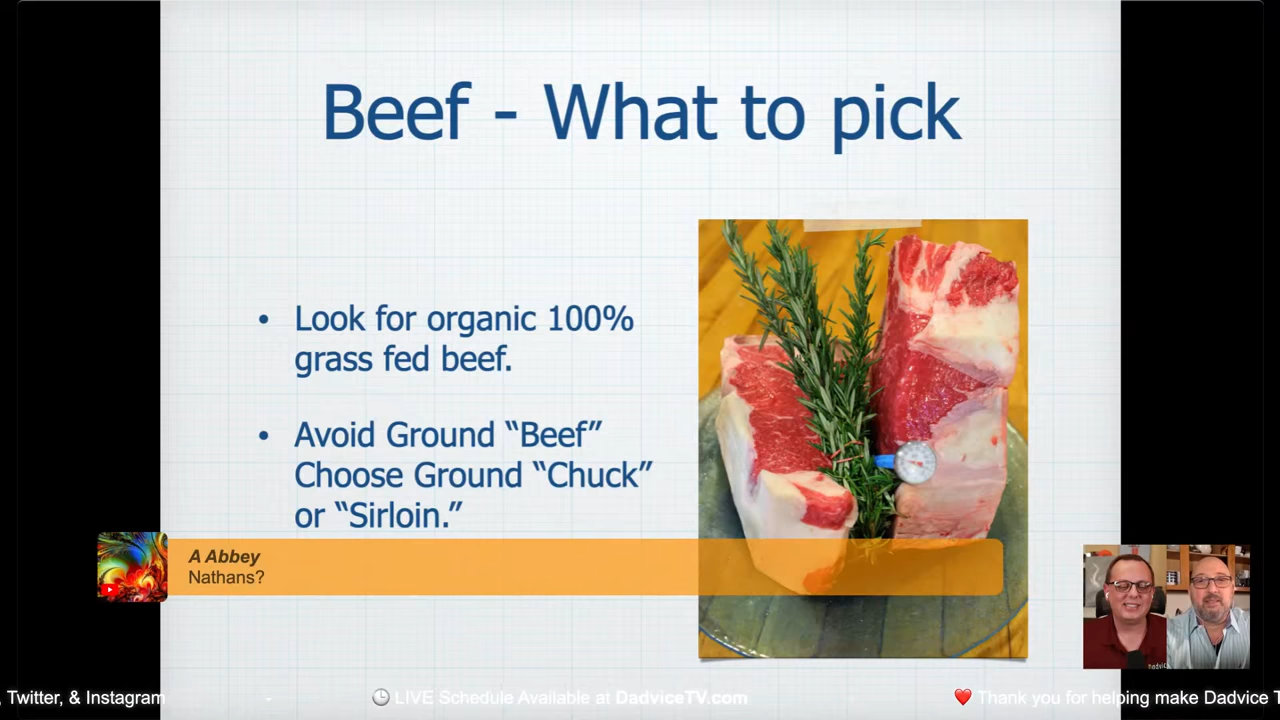 Beef - What to pick
• Look for organic 100%
grass fed beef.
• Avoid Ground “Beef”
Choose Ground “Chuck”
or “Sirloin.”
A Abbey
Nathans?
, Twitter, & Instagram - LIVE Schedule Available at DadviceTV.com Thank you for helping make Dadvice T